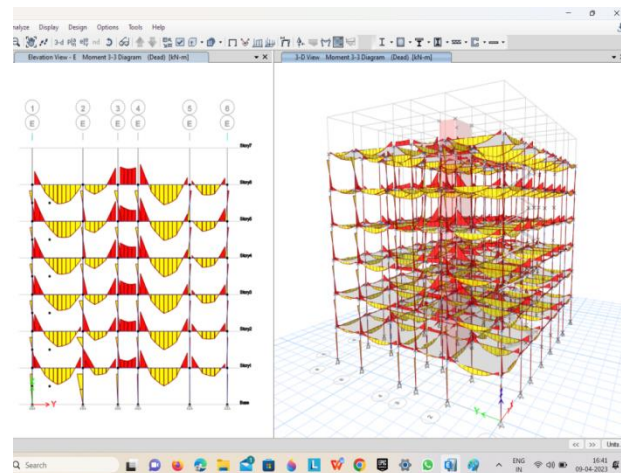 nalyze Display Design Options Tools Help
Elevation View - E Moment 3-3 Diagram (Dead) [kN-m]
3-D View Moment 3-3 Diagram (Dead) [kN-m]
1 2 3 4 5 6
E E E E E E
Story7
Story6
Story5
Story4
Story3
Story2
Story1
Base
Y
Y
<< >> Units.
Search
ENG
IN
16:41
09-04-2023